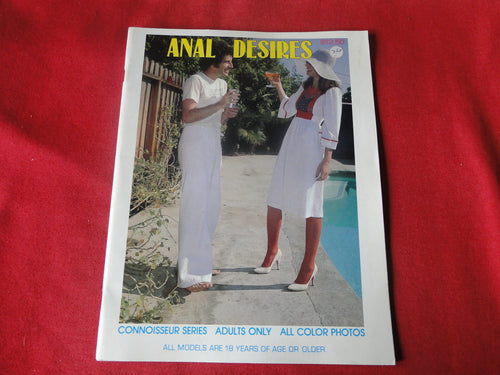 ANAL DESIRES
CONNOISSEUR SERIES ADULTS ONLY ALL COLOR PHOTOS
ALL MODELS ARE 18 YEARS OF AGE OR OLDER